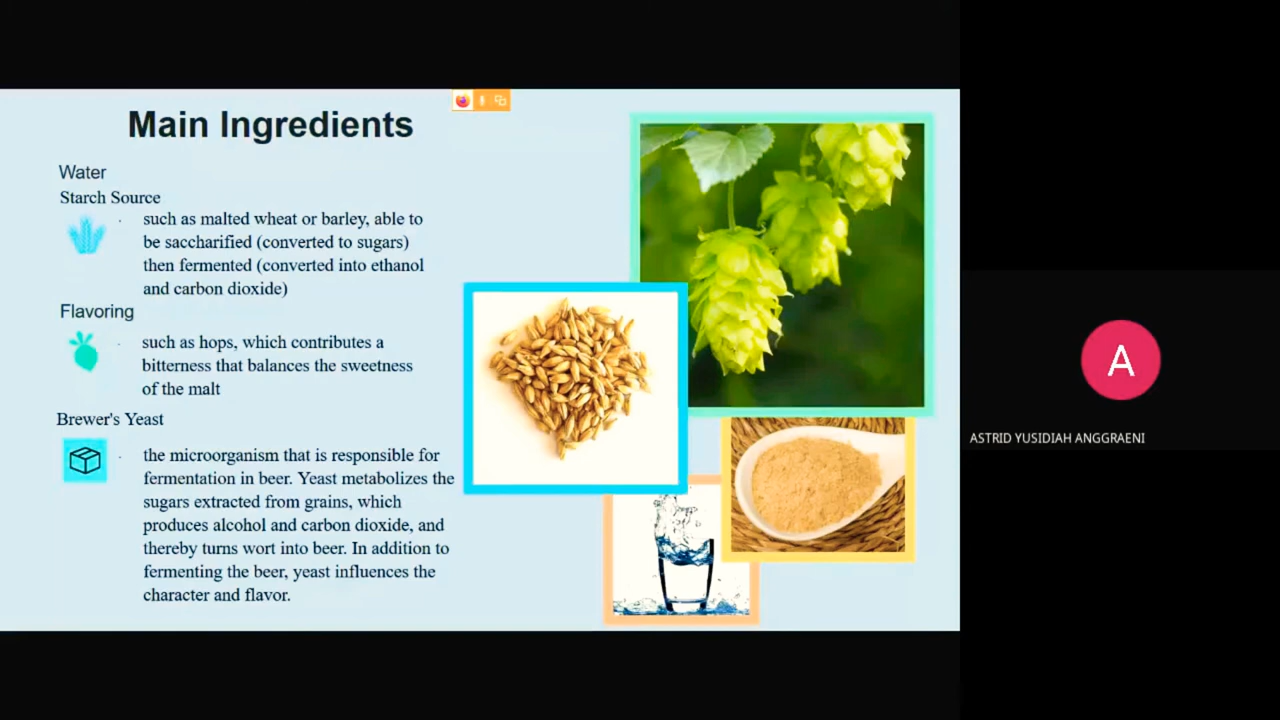 Main Ingredients
Water
Starch Source
such as malted wheat or barley, able to
be saccharified (converted to sugars)
then fermented (converted into ethanol
and carbon dioxide)
Flavoring
such as hops, which contributes a
bitterness that balances the sweetness
of the malt
Brewer's Yeast
the microorganism that is responsible for
fermentation in beer. Yeast metabolizes the
sugars extracted from grains, which
produces alcohol and carbon dioxide, and
thereby turns wort into beer. In addition to
fermenting the beer, yeast influences the
character and flavor.
A
ASTRID YUSIDIAH ANGGRAENI